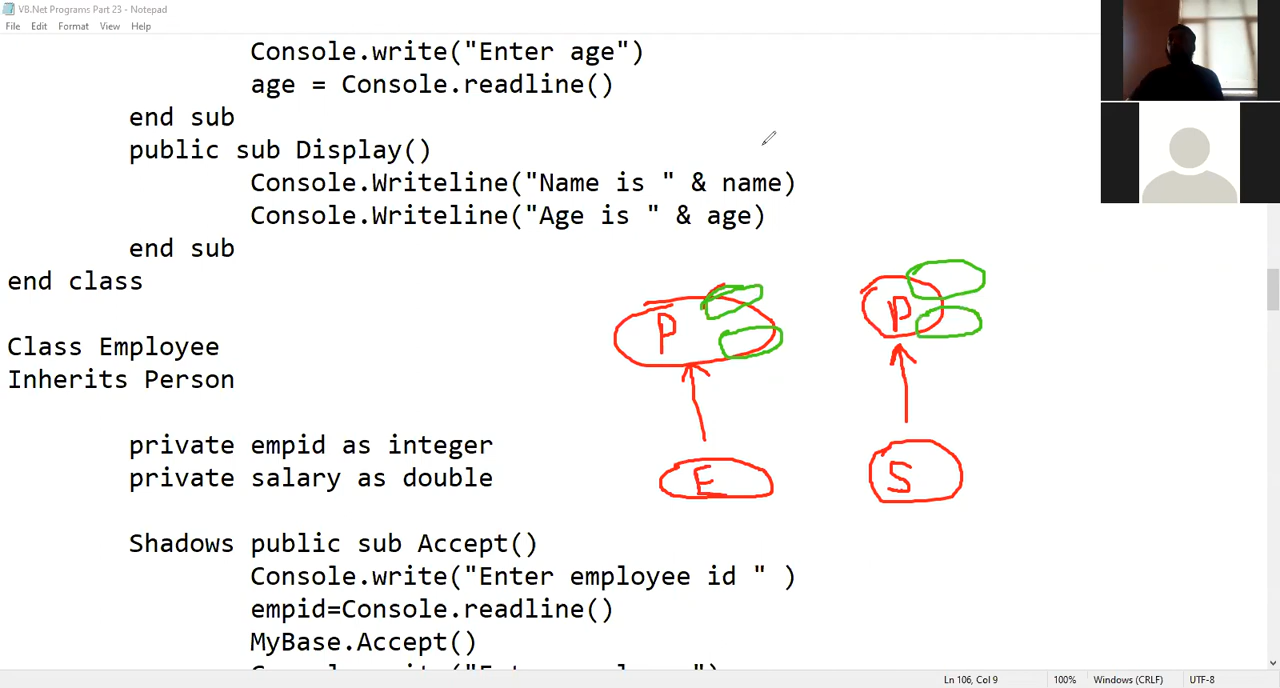 VB.Net Programs Part 23 - Notepad
File Edit Format View Help
Console.write("Enter age")
age = Console.readline()
end sub
public sub Display()
Console.Writeline("Name is " & name)
Console.Writeline("Age is " & age)
end sub
end class
P P
Class Employee
Inherits Person
private empid as integer
private salary as double
E S
Shadows public sub Accept()
Console.write("Enter employee id " )
empid=Console.readline()
MyBase.Accept()
Ln 106, Col 9 100% Windows (CRLF) UTF-8